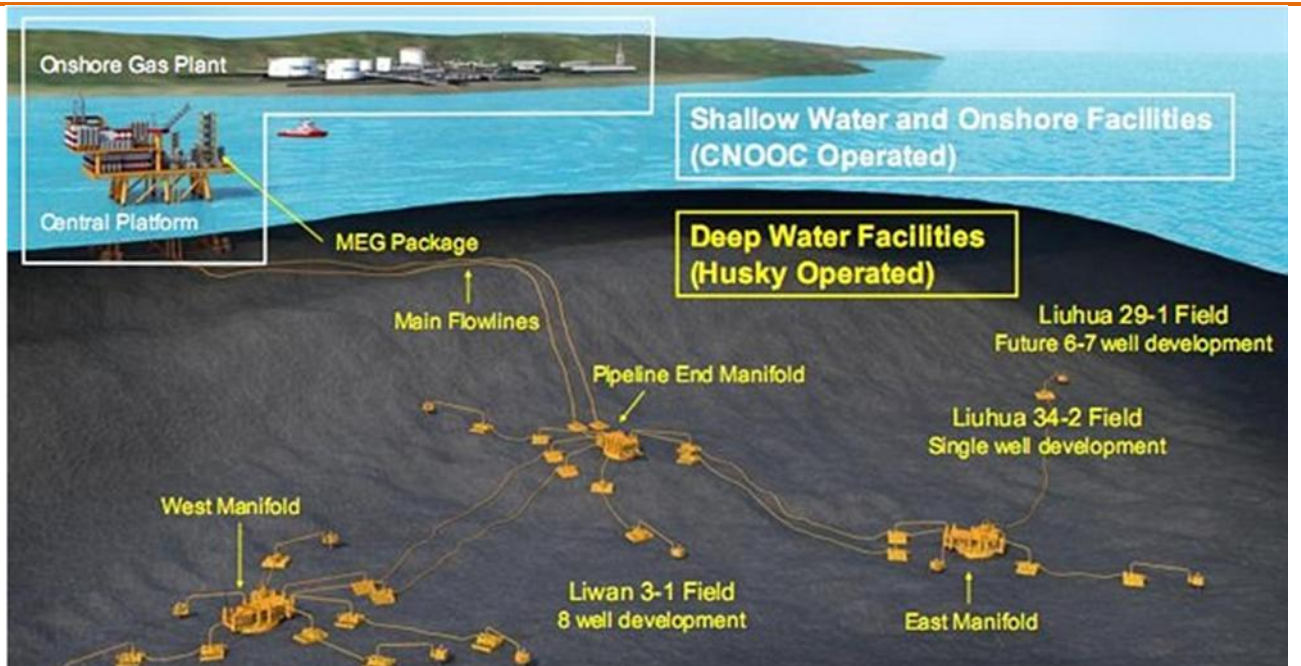 Onshore Gas Plant
Shallow Water and Onshore Facilities
(CNOOC Operated)
Central Platform
MEG Package
Deep Water Facilities
(Husky Operated)
Main Flowlines
Liuhua 29-1 Field
Future 6-7 well development
Pipeline End Manifold
Liuhua 34-2 Field
Single well development
West Manifold
Liwan 3-1 Field
8 well development
East Manifold